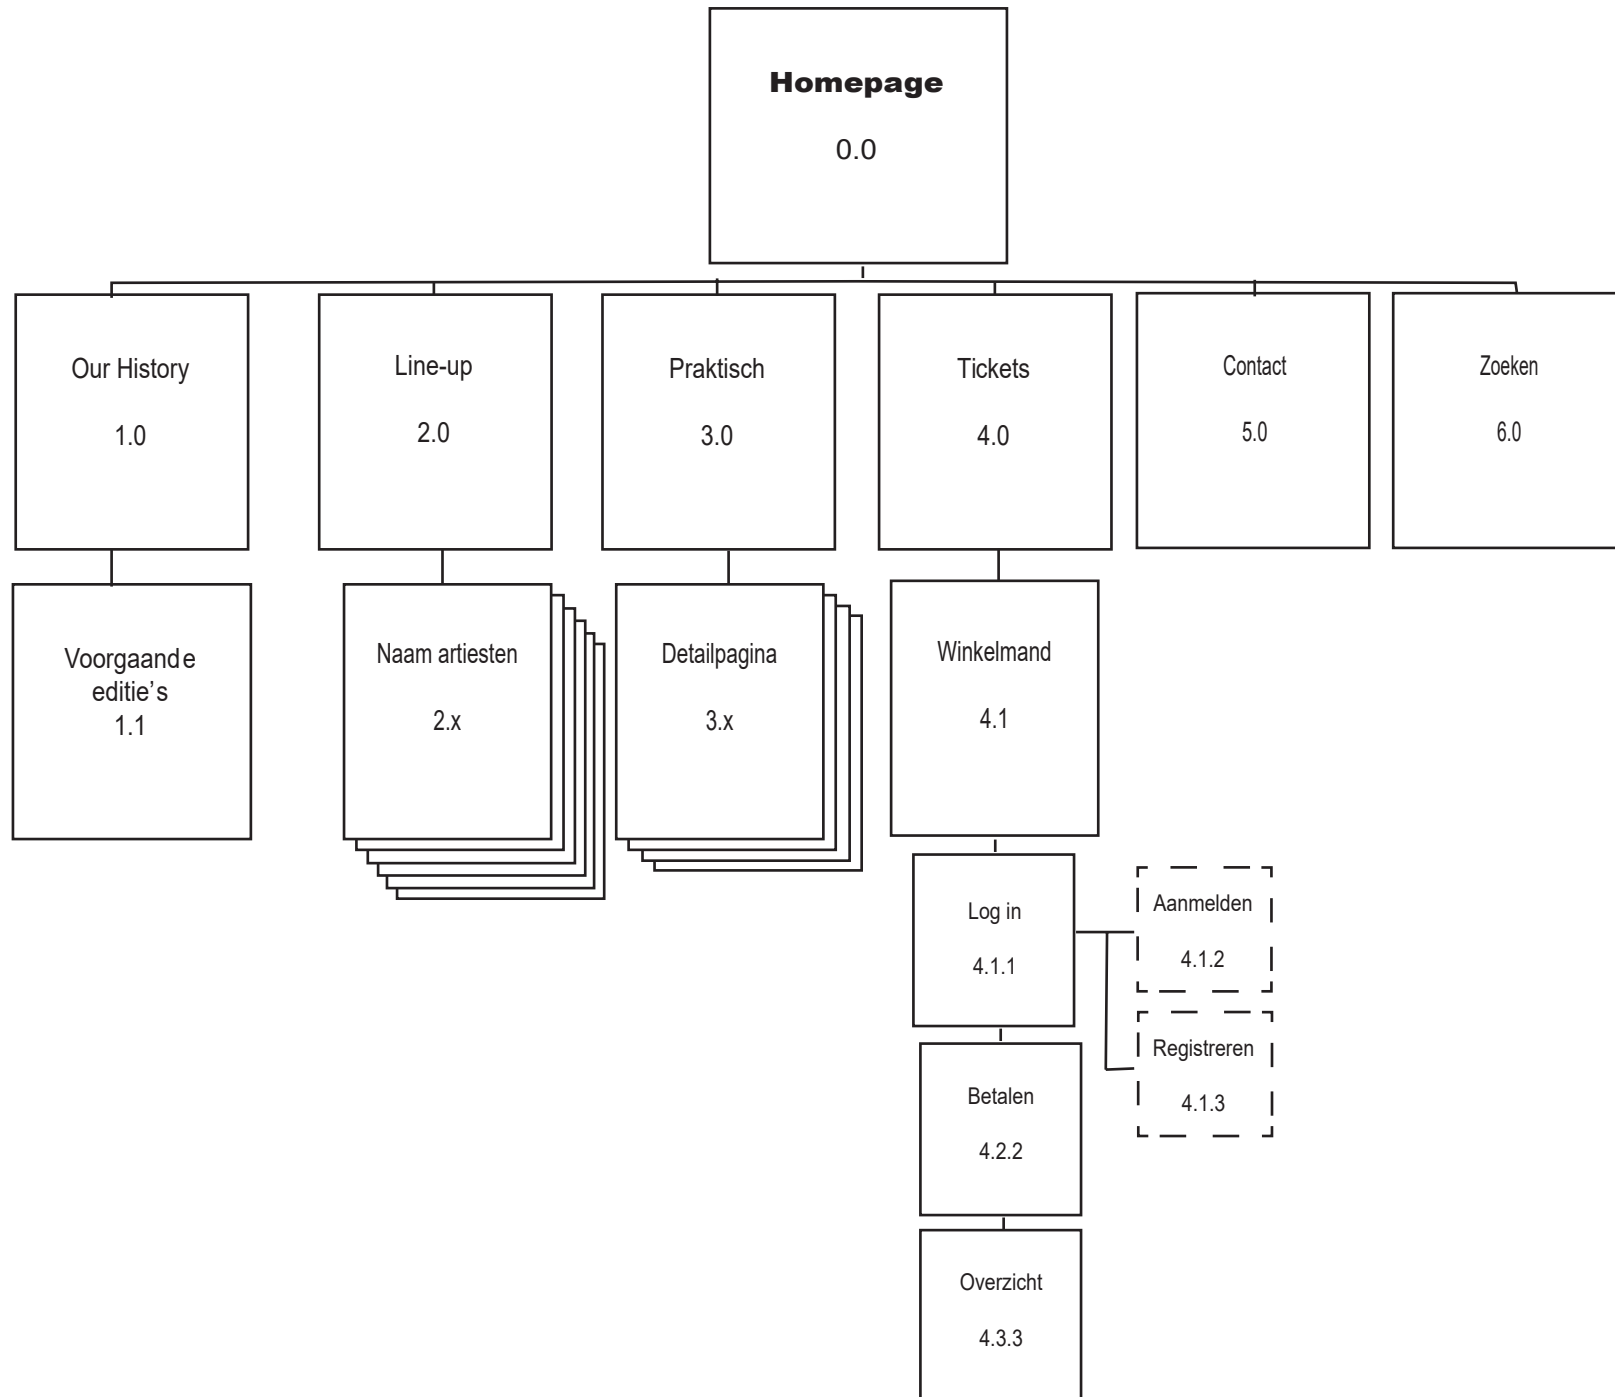 Homepage
0.0
Our History
1.0
Line-up
2.0
Praktisch
3.0
Tickets
4.0
Contact
5.0
Zoeken
6.0
Voorgaande
editie’s
1.1
Naam artiesten
2.x
Detailpagina
3.x
Winkelmand
4.1
Log in
4.1.1
Aanmelden
4.1.2
Registreren
4.1.3
Betalen
4.2.2
Overzicht
4.3.3